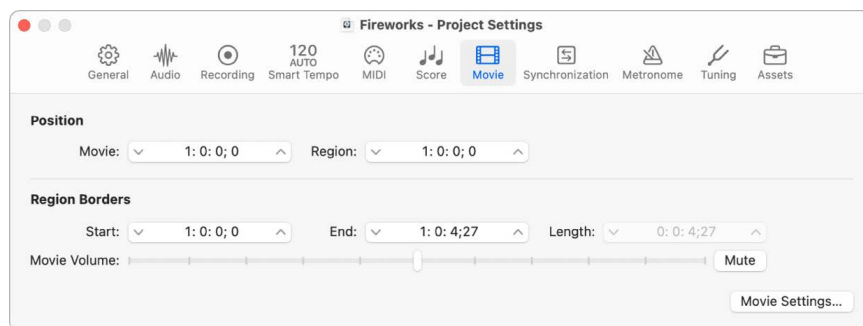 Fireworks - Project Settings
General Audio Recording 120 AUTO Smart Tempo MIDI Score Movie Synchronization Metronome Tuning Assets
Position
Movie: 1: 0: 0; 0 Region: 1: 0: 0; 0
Region Borders
Start: 1: 0: 0; 0 End: 1: 0: 4;27 Length: 0: 0: 4;27
Movie Volume: Mute
Movie Settings...